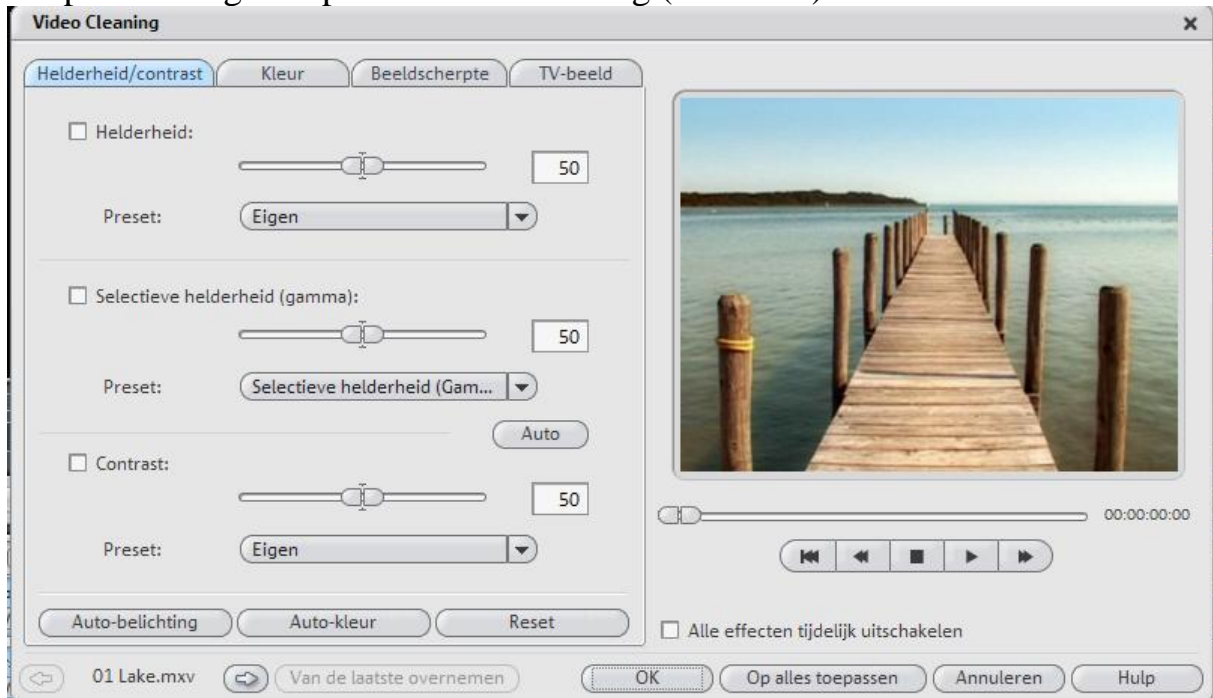 Video Cleaning
Helderheid/contrast Kleur Beeldscherpte TV-beeld
Helderheid:
50
Preset: Eigen
Selectieve helderheid (gamma):
50
Preset: Selectieve helderheid (Gam...
Auto
Contrast:
50
Preset: Eigen
Auto-belichting Auto-kleur Reset
00:00:00:00
Alle effecten tijdelijk uitschakelen
01 Lake.mxv Van de laatste overnemen OK Op alles toepassen Annuleren Hulp